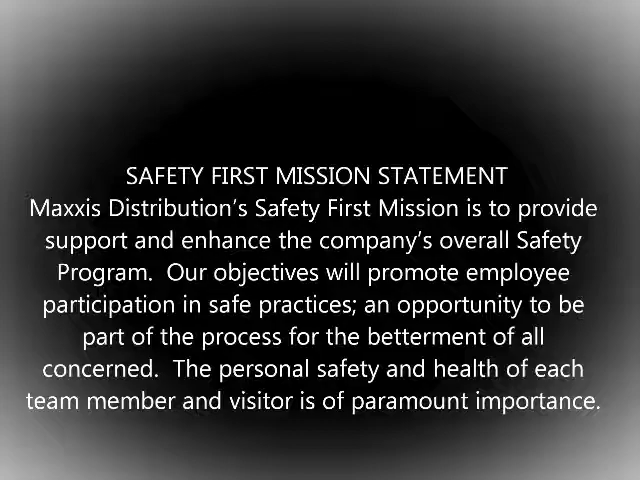 SAFETY FIRST MISSION STATEMENT
Maxxis Distribution’s Safety First Mission is to provide
support and enhance the company’s overall Safety
Program.  Our objectives will promote employee
participation in safe practices; an opportunity to be
part of the process for the betterment of all
concerned.  The personal safety and health of each
team member and visitor is of paramount importance.